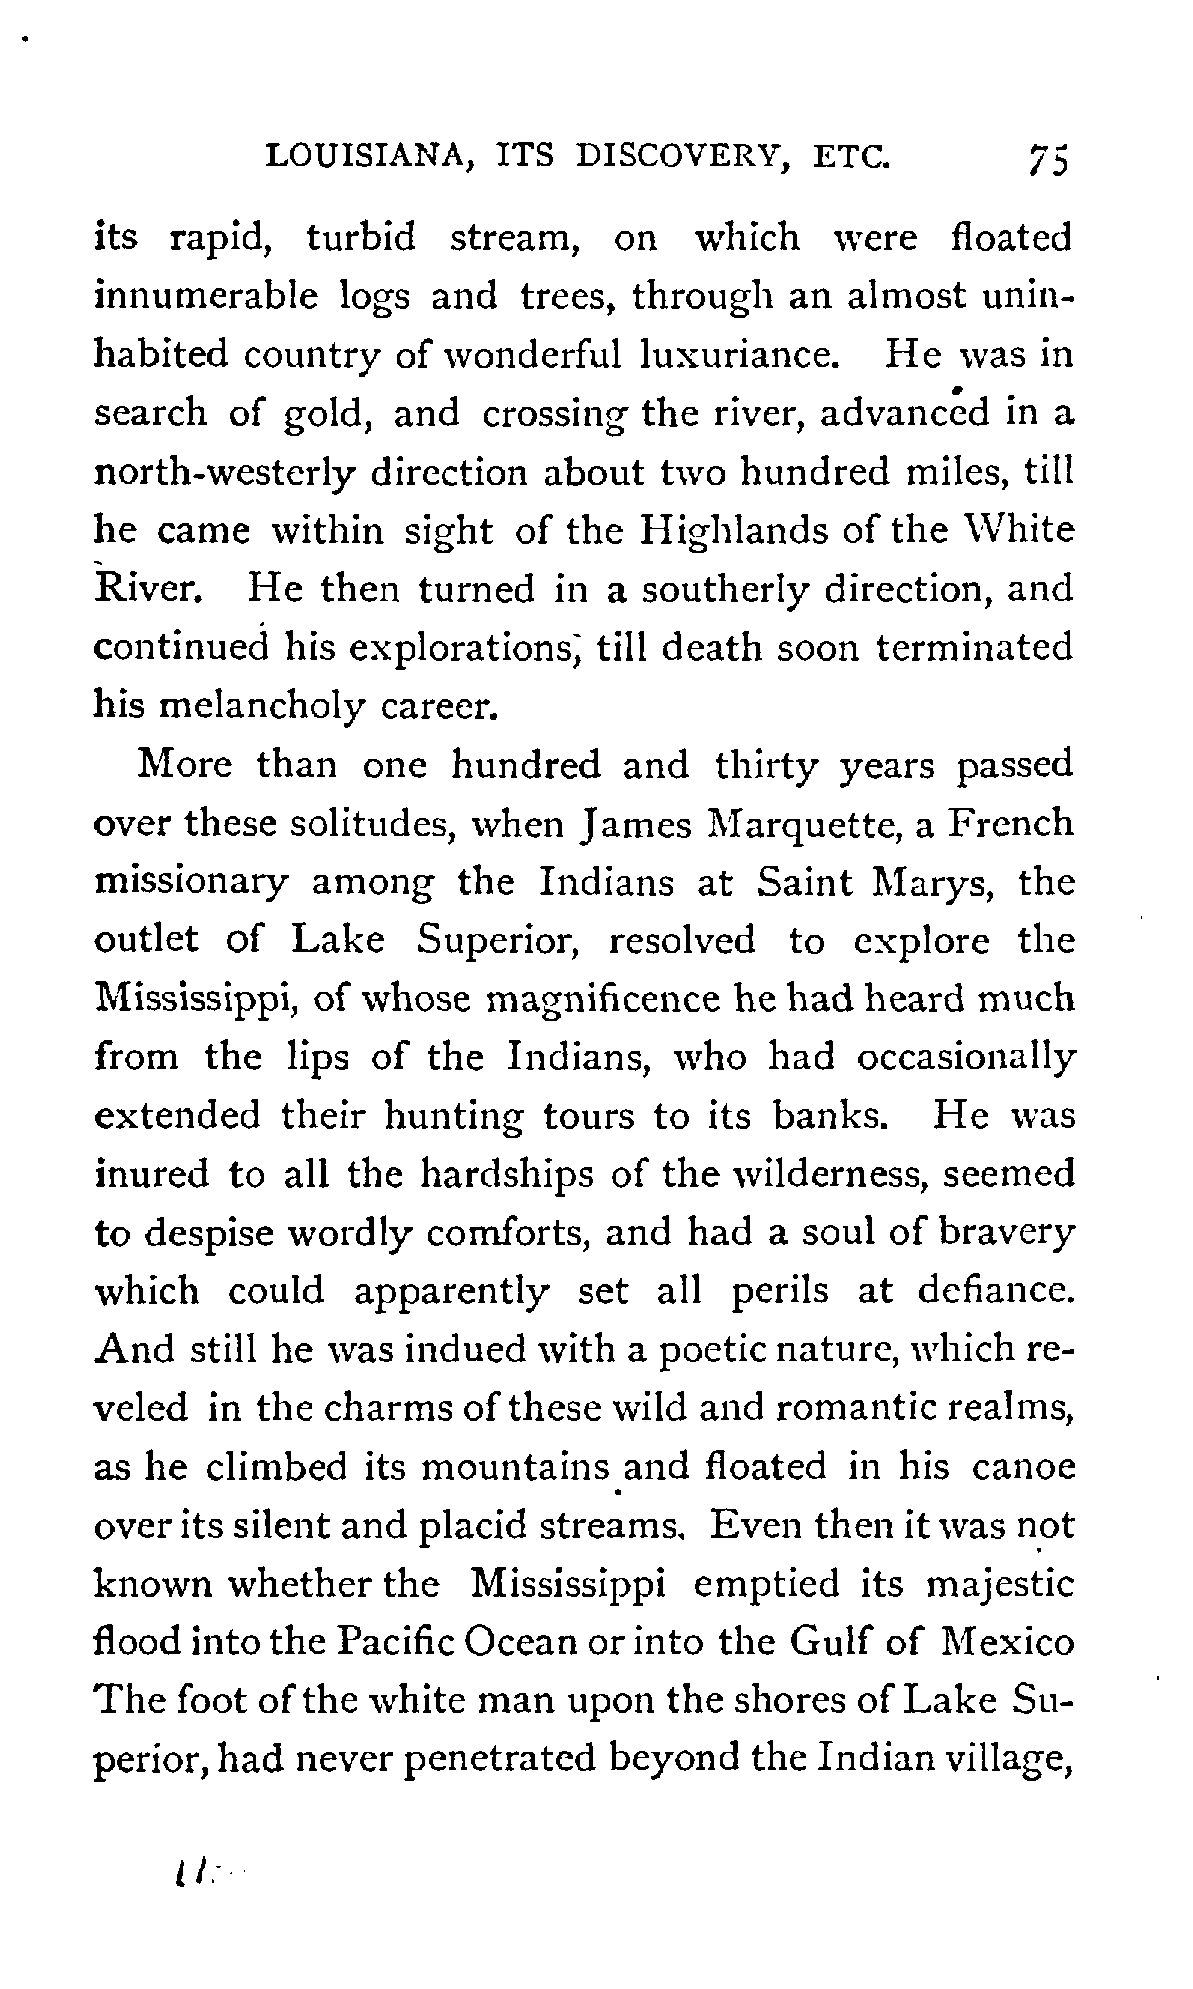 LOUISIANA, ITS DISCOVERY, ETC. 75
its rapid, turbid stream, on which were floated
innumerable logs and trees, through an almost unin-
habited country of wonderful luxuriance. He was in
search of gold, and crossing the river, advanced in a
north-westerly direction about two hundred miles, till
he came within sight of the Highlands of the White
River. He then turned in a southerly direction, and
continued his explorations, till death soon terminated
his melancholy career.
More than one hundred and thirty years passed
over these solitudes, when James Marquette, a French
missionary among the Indians at Saint Marys, the
outlet of Lake Superior, resolved to explore the
Mississippi, of whose magnificence he had heard much
from the lips of the Indians, who had occasionally
extended their hunting tours to its banks. He was
inured to all the hardships of the wilderness, seemed
to despise wordly comforts, and had a soul of bravery
which could apparently set all perils at defiance.
And still he was indued with a poetic nature, which re-
veled in the charms of these wild and romantic realms,
as he climbed its mountains and floated in his canoe
over its silent and placid streams. Even then it was not
known whether the Mississippi emptied its majestic
flood into the Pacific Ocean or into the Gulf of Mexico
The foot of the white man upon the shores of Lake Su-
perior, had never penetrated beyond the Indian village,